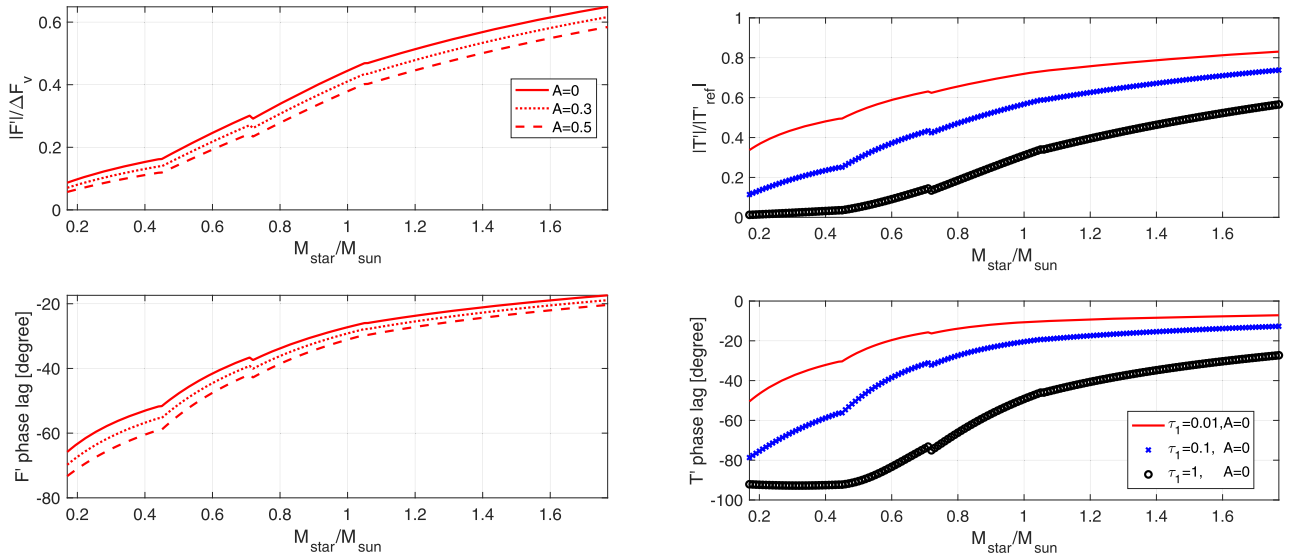 |F'|/ΔF_v
0.6
0.4
0.2
0
A=0
A=0.3
A=0.5
0.2 0.4 0.6 0.8 1 1.2 1.4 1.6
M_star/M_sun
|T'|/|T'_ref|
1
0.8
0.6
0.4
0.2
0
0.2 0.4 0.6 0.8 1 1.2 1.4 1.6
M_star/M_sun
F' phase lag [degree]
-20
-40
-60
-80
0.2 0.4 0.6 0.8 1 1.2 1.4 1.6
M_star/M_sun
T' phase lag [degree]
0
-20
-40
-60
-80
-100
τ_1=0.01,A=0
τ_1=0.1, A=0
τ_1=1, A=0
0.2 0.4 0.6 0.8 1 1.2 1.4 1.6
M_star/M_sun